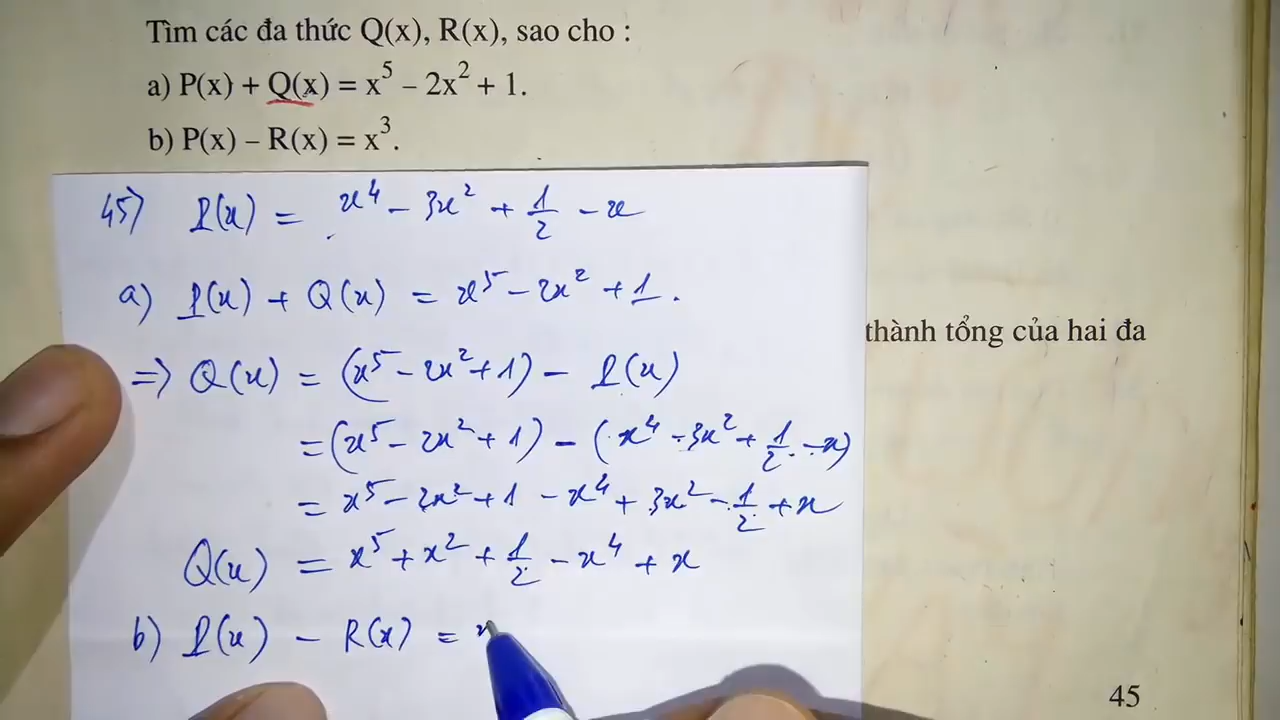 Tìm các đa thức Q(x), R(x), sao cho :
a) P(x) + Q(x) = x⁵ – 2x² + 1.
b) P(x) – R(x) = x³.
45) P(x) = x⁴ - 3x² + 1/2 - x
a) P(x) + Q(x) = x⁵ - 2x² + 1.
thành tổng của hai đa
=> Q(x) = (x⁵ - 2x² + 1) - P(x)
= (x⁵ - 2x² + 1) - (x⁴ - 3x² + 1/2 - x)
= x⁵ - 2x² + 1 - x⁴ + 3x² - 1/2 + x
Q(x) = x⁵ + x² + 1/2 - x⁴ + x
b) P(x) - R(x) = x
45